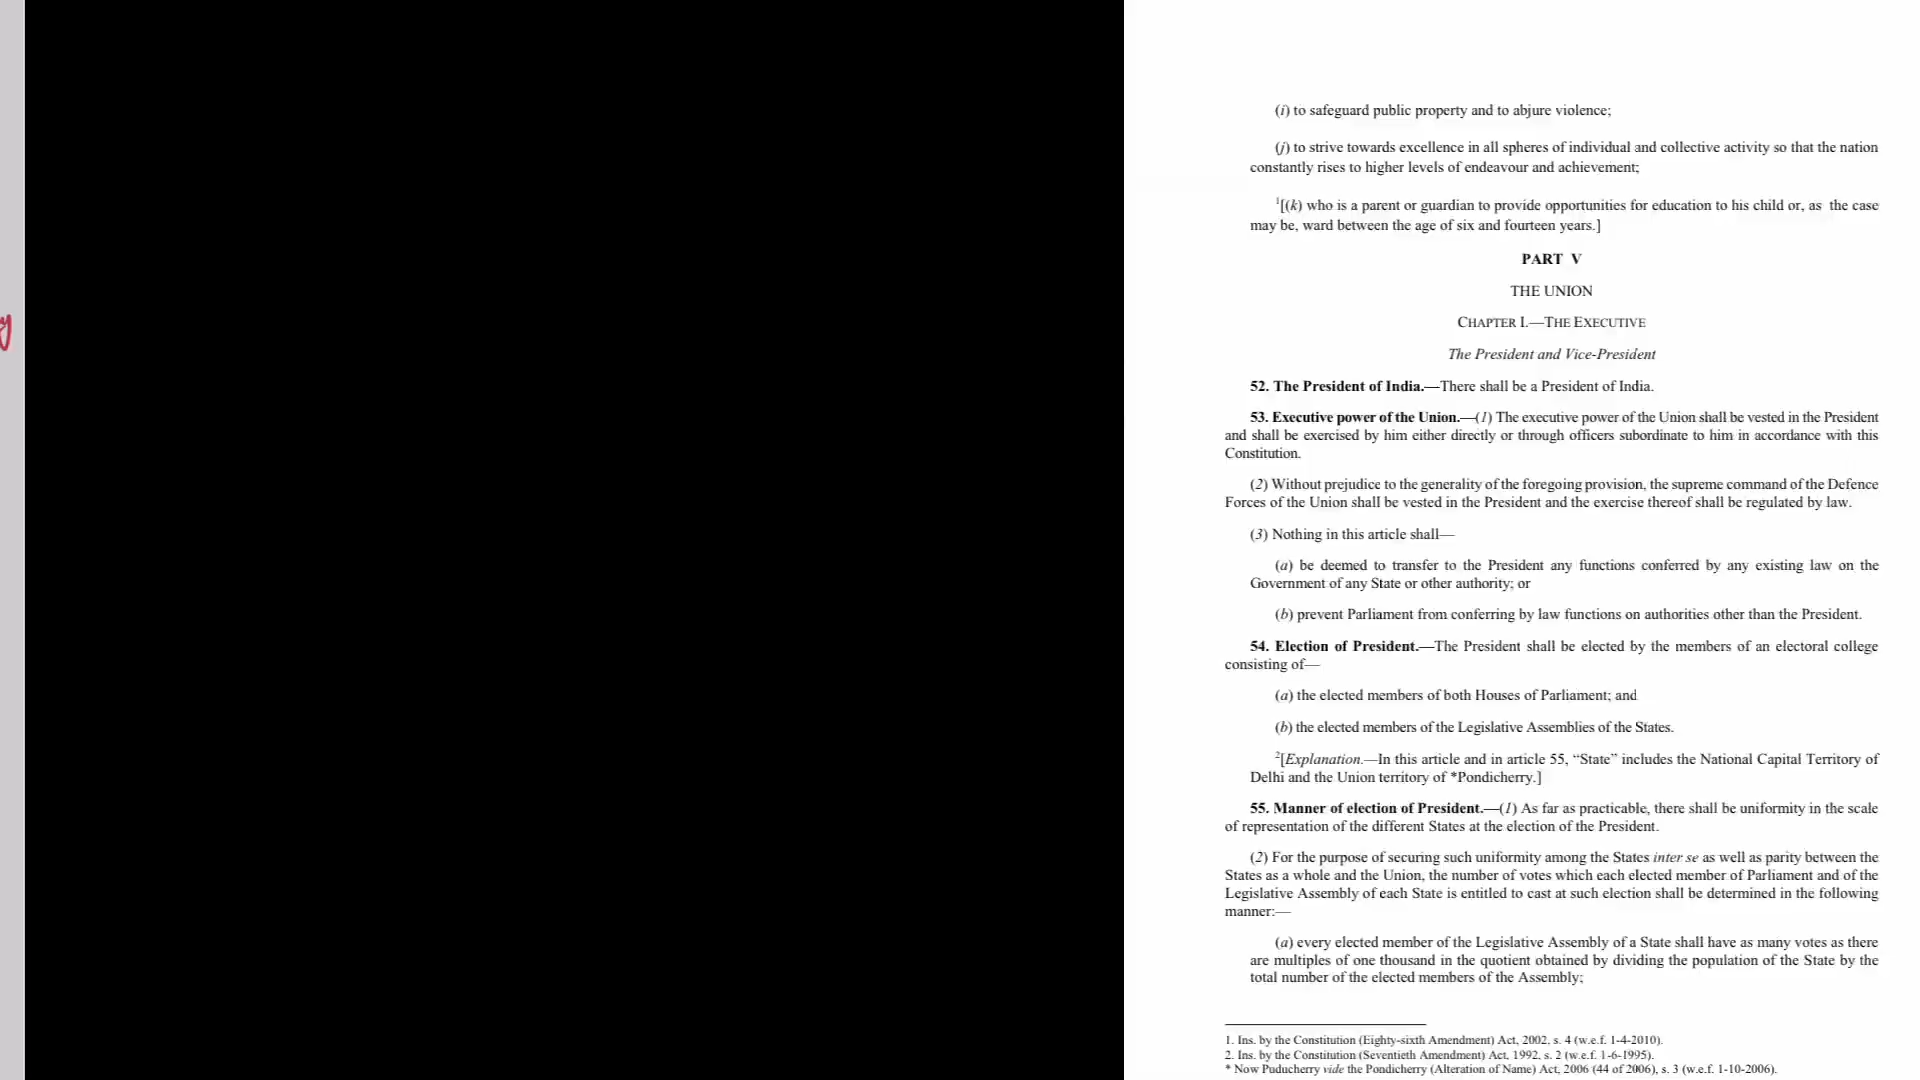 (i) to safeguard public property and to abjure violence;
(j) to strive towards excellence in all spheres of individual and collective activity so that the nation
constantly rises to higher levels of endeavour and achievement;
1[(k) who is a parent or guardian to provide opportunities for education to his child or, as the case
may be, ward between the age of six and fourteen years.]
PART V
THE UNION
CHAPTER I.—THE EXECUTIVE
The President and Vice-President
52. The President of India.—There shall be a President of India.
53. Executive power of the Union.—(1) The executive power of the Union shall be vested in the President
and shall be exercised by him either directly or through officers subordinate to him in accordance with this
Constitution.
(2) Without prejudice to the generality of the foregoing provision, the supreme command of the Defence
Forces of the Union shall be vested in the President and the exercise thereof shall be regulated by law.
(3) Nothing in this article shall—
(a) be deemed to transfer to the President any functions conferred by any existing law on the
Government of any State or other authority; or
(b) prevent Parliament from conferring by law functions on authorities other than the President.
54. Election of President.—The President shall be elected by the members of an electoral college
consisting of—
(a) the elected members of both Houses of Parliament; and
(b) the elected members of the Legislative Assemblies of the States.
2[Explanation.—In this article and in article 55, “State” includes the National Capital Territory of
Delhi and the Union territory of *Pondicherry.]
55. Manner of election of President.—(1) As far as practicable, there shall be uniformity in the scale
of representation of the different States at the election of the President.
(2) For the purpose of securing such uniformity among the States inter se as well as parity between the
States as a whole and the Union, the number of votes which each elected member of Parliament and of the
Legislative Assembly of each State is entitled to cast at such election shall be determined in the following
manner:—
(a) every elected member of the Legislative Assembly of a State shall have as many votes as there
are multiples of one thousand in the quotient obtained by dividing the population of the State by the
total number of the elected members of the Assembly;
1. Ins. by the Constitution (Eighty-sixth Amendment) Act, 2002, s. 4 (w.e.f. 1-4-2010).
2. Ins. by the Constitution (Seventieth Amendment) Act, 1992, s. 2 (w.e.f. 1-6-1995).
* Now Puducherry vide the Pondicherry (Alteration of Name) Act, 2006 (44 of 2006), s. 3 (w.e.f. 1-10-2006).